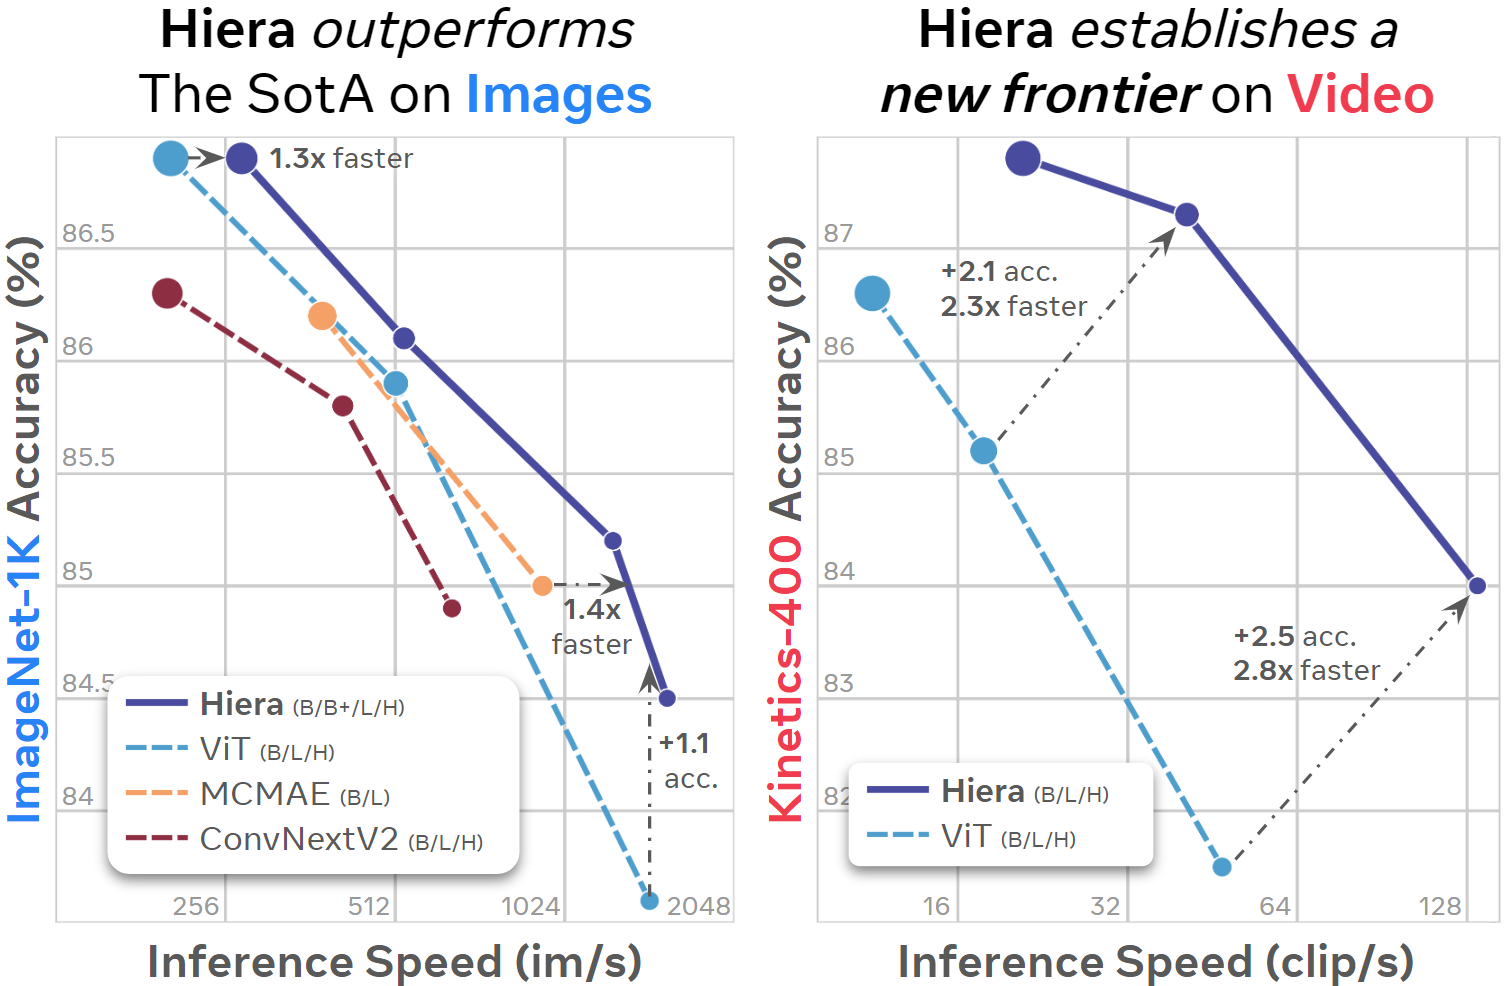 Hiera outperforms
The SotA on Images
ImageNet-1K Accuracy (%)
86.5
86
85.5
85
84.5
84
1.3x faster
1.4x
faster
+1.1
acc.
Hiera (B/B+/L/H)
ViT (B/L/H)
MCMAE (B/L)
ConvNextV2 (B/L/H)
256
512
1024
2048
Inference Speed (im/s)
Hiera establishes a
new frontier on Video
Kinetics-400 Accuracy (%)
87
86
85
84
83
82
+2.1 acc.
2.3x faster
+2.5 acc.
2.8x faster
Hiera (B/L/H)
ViT (B/L/H)
16
32
64
128
Inference Speed (clip/s)